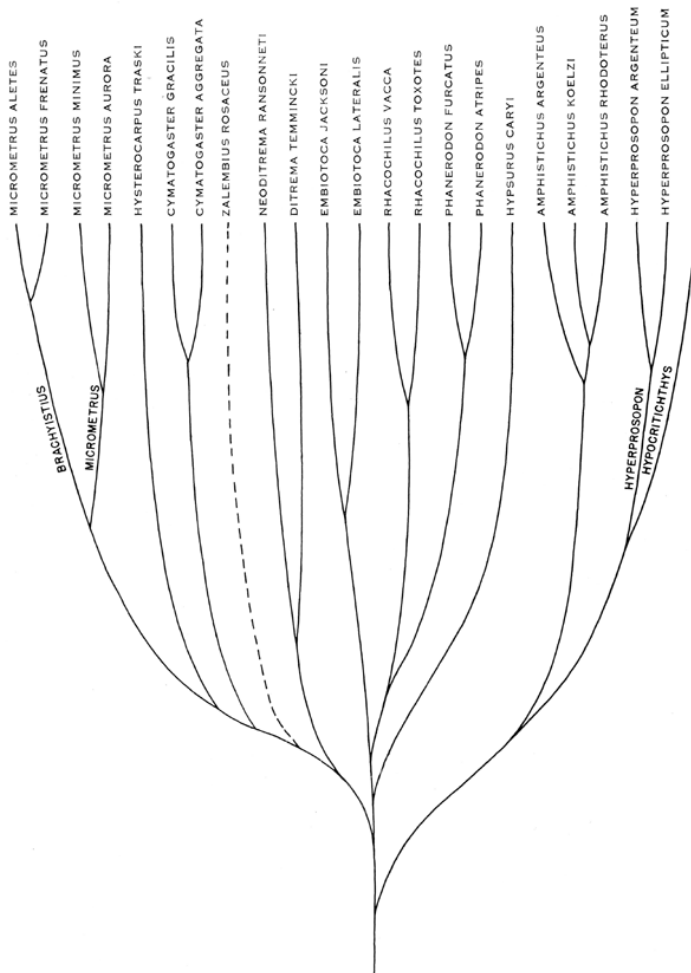 MICROMETRUS ALETES
MICROMETRUS FRENATUS
MICROMETRUS MINIMUS
MICROMETRUS AURORA
HYSTEROCARPUS TRASKI
CYMATOGASTER GRACILIS
CYMATOGASTER AGGREGATA
ZALEMBIUS ROSACEUS
NEODITREMA RANSONNETI
DITREMA TEMMINCKI
EMBIOTOCA JACKSONI
EMBIOTOCA LATERALIS
RHACOCHILUS VACCA
RHACOCHILUS TOXOTES
PHANERODON FURCATUS
PHANERODON ATRIPES
HYPSURUS CARYI
AMPHISTICHUS ARGENTEUS
AMPHISTICHUS KOELZI
AMPHISTICHUS RHODOTERUS
HYPERPROSOPON ARGENTEUM
HYPERPROSOPON ELLIPTICUM
BRACHYISTIUS
MICROMETRUS
HYPERPROSOPON
HYPOCRITICHTHYS